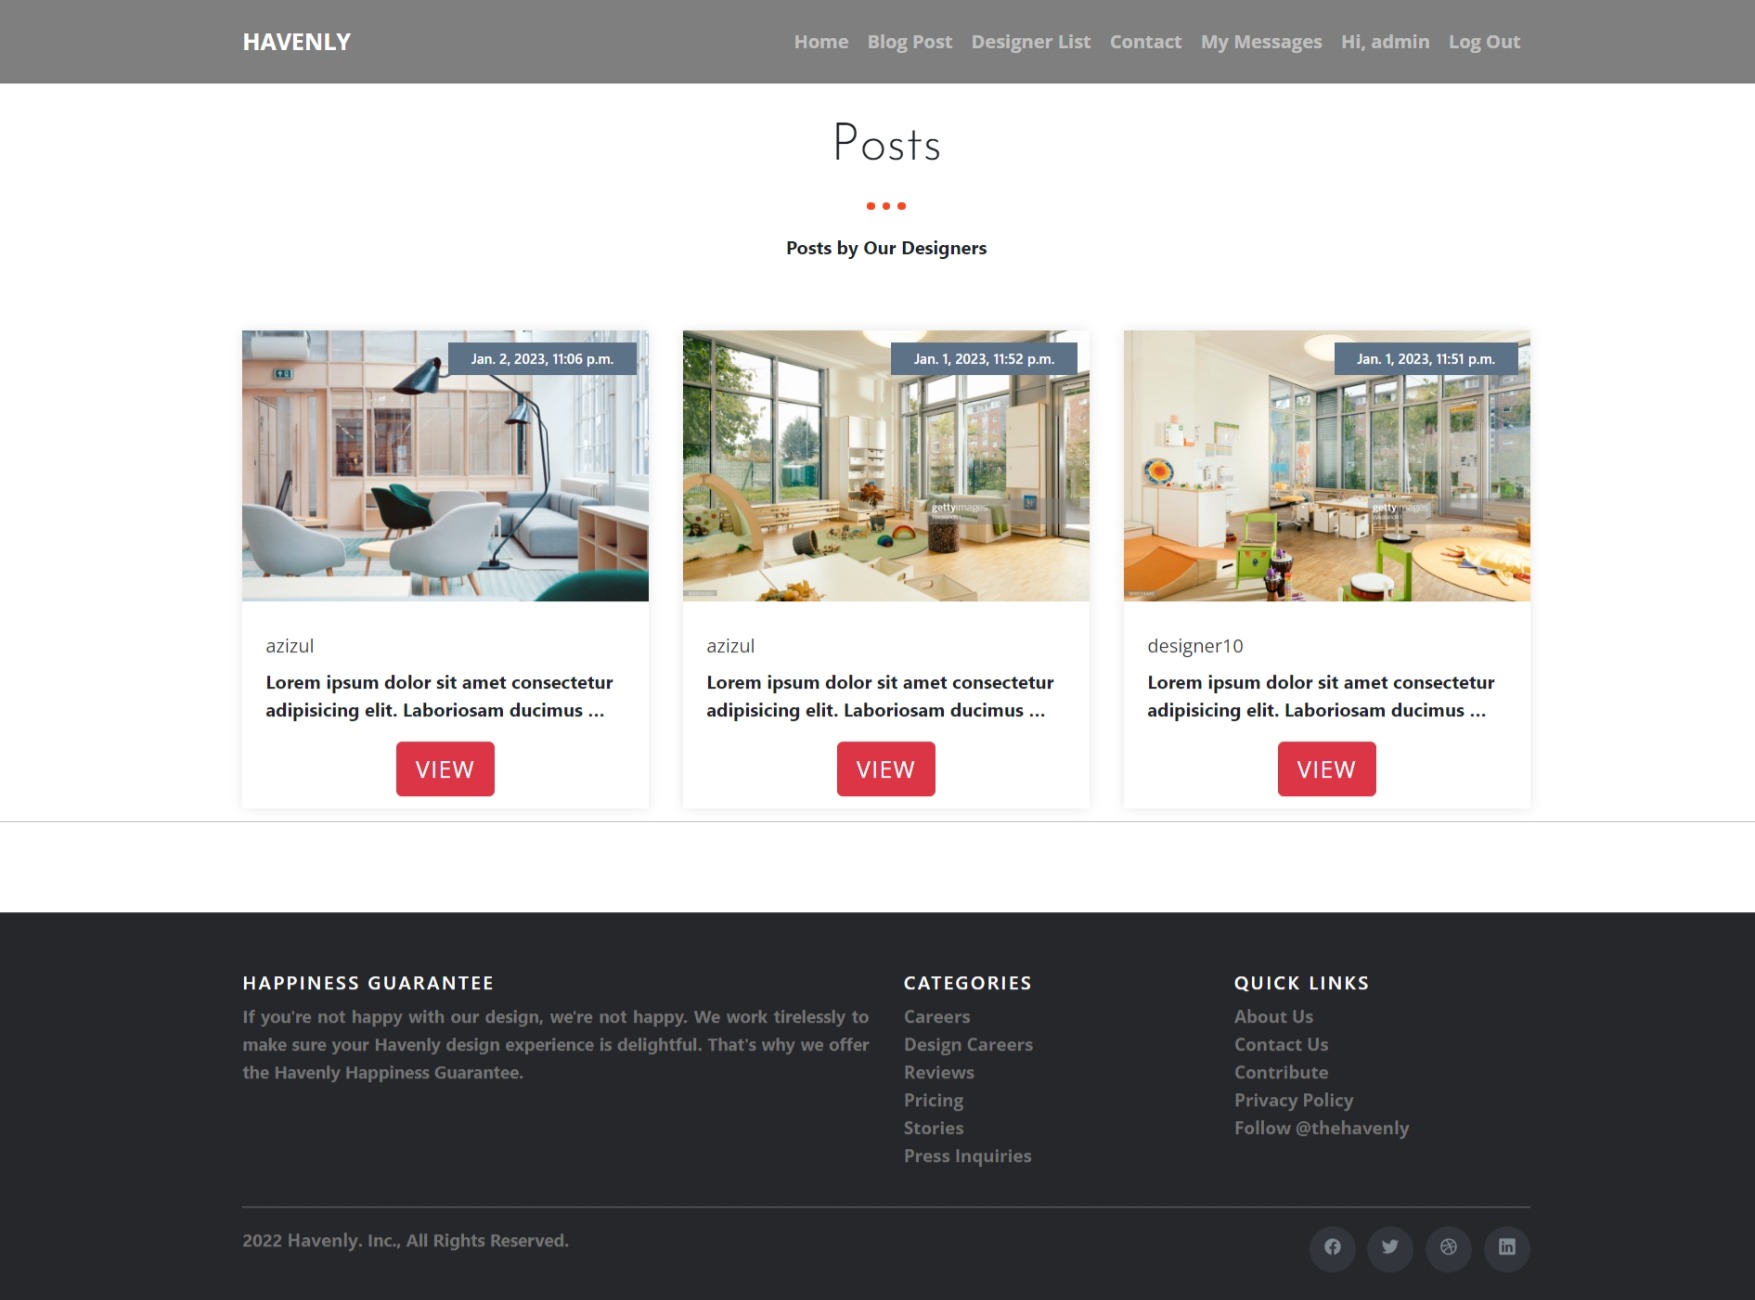 HAVENLY
Home Blog Post Designer List Contact My Messages Hi, admin Log Out
Posts
Posts by Our Designers
Jan. 2, 2023, 11:06 p.m.
Jan. 1, 2023, 11:52 p.m.
Jan. 1, 2023, 11:51 p.m.
gettyimages
gettyimages
azizul
Lorem ipsum dolor sit amet consectetur
adipisicing elit. Laboriosam ducimus ...
VIEW
azizul
Lorem ipsum dolor sit amet consectetur
adipisicing elit. Laboriosam ducimus ...
VIEW
designer10
Lorem ipsum dolor sit amet consectetur
adipisicing elit. Laboriosam ducimus ...
VIEW
HAPPINESS GUARANTEE
If you're not happy with our design, we're not happy. We work tirelessly to
make sure your Havenly design experience is delightful. That's why we offer
the Havenly Happiness Guarantee.
CATEGORIES
Careers
Design Careers
Reviews
Pricing
Stories
Press Inquiries
QUICK LINKS
About Us
Contact Us
Contribute
Privacy Policy
Follow @thehavenly
2022 Havenly. Inc., All Rights Reserved.